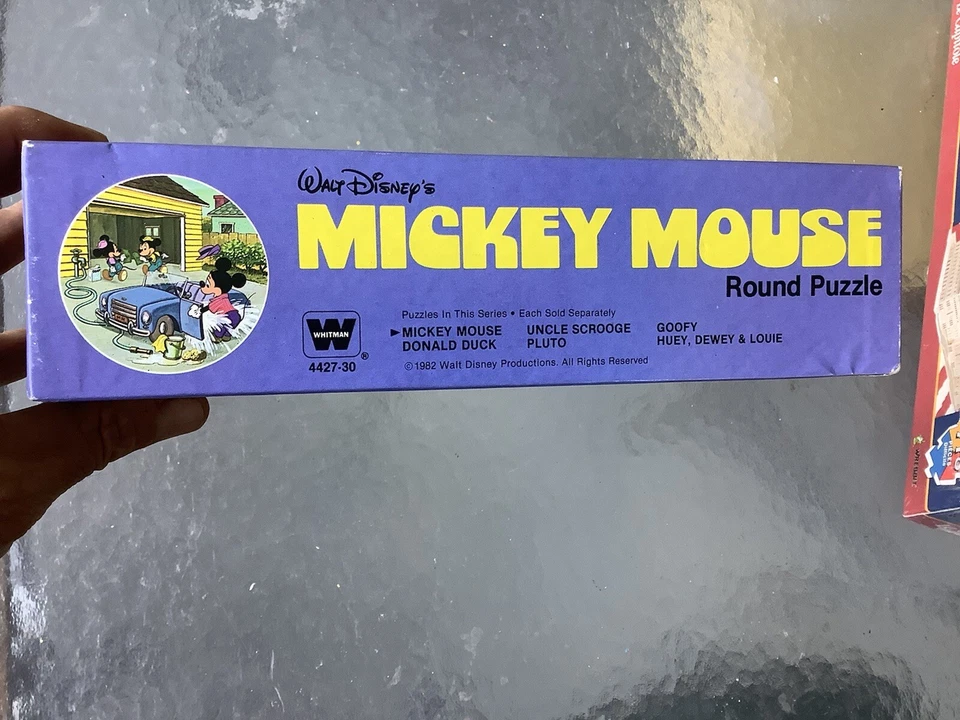 WALT DISNEY'S
MICKEY MOUSE
Round Puzzle
Puzzles In This Series • Each Sold Separately
►MICKEY MOUSE UNCLE SCROOGE GOOFY
DONALD DUCK PLUTO HUEY, DEWEY & LOUIE
©1982 Walt Disney Productions. All Rights Reserved
W
WHITMAN
®
4427-30